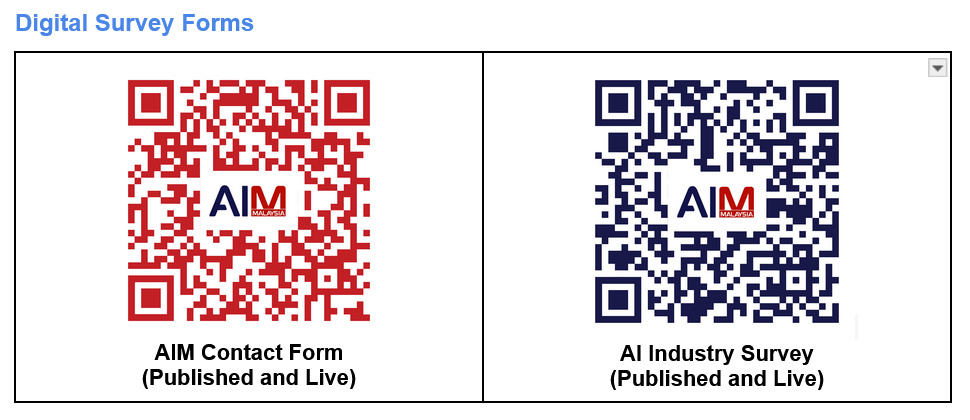 Digital Survey Forms
AIM
MALAYSIA
AIM
MALAYSIA
AIM Contact Form
(Published and Live)
AI Industry Survey
(Published and Live)